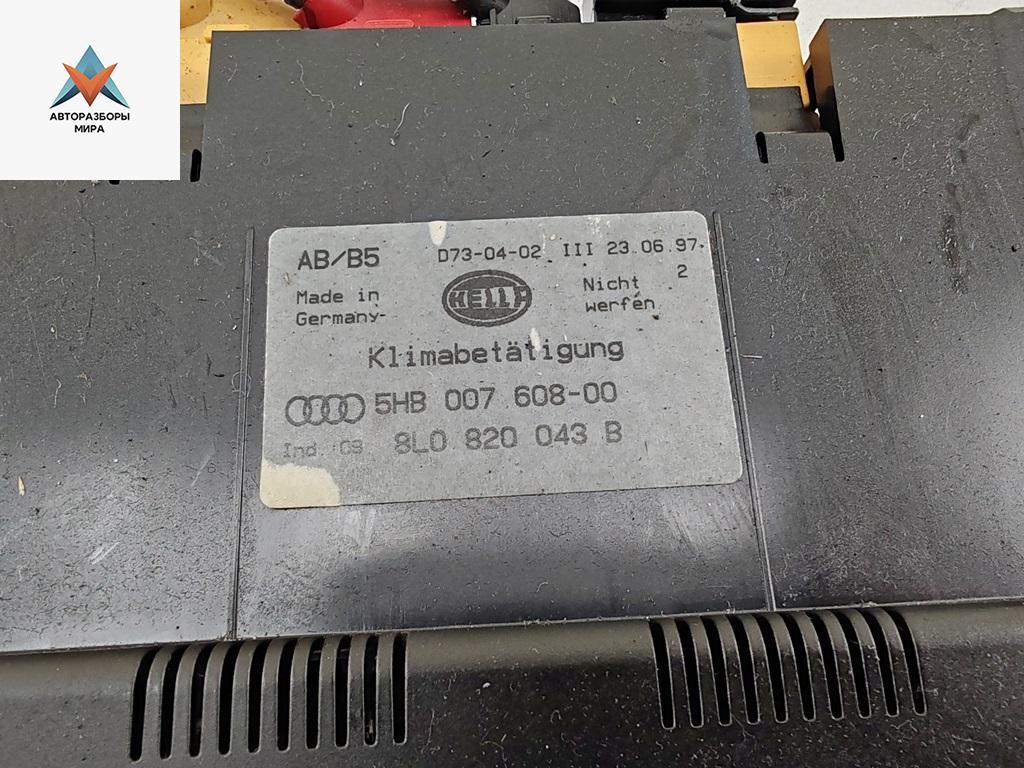 АВТОРАЗБОРЫ
МИРА
AB/B5 D73-04-02 III 23.06.97
2
Made in
Germany
HELLA
Nicht
werfen
Klimabetätigung
5HB 007 608-00
Ind 09 8L0 820 043 B